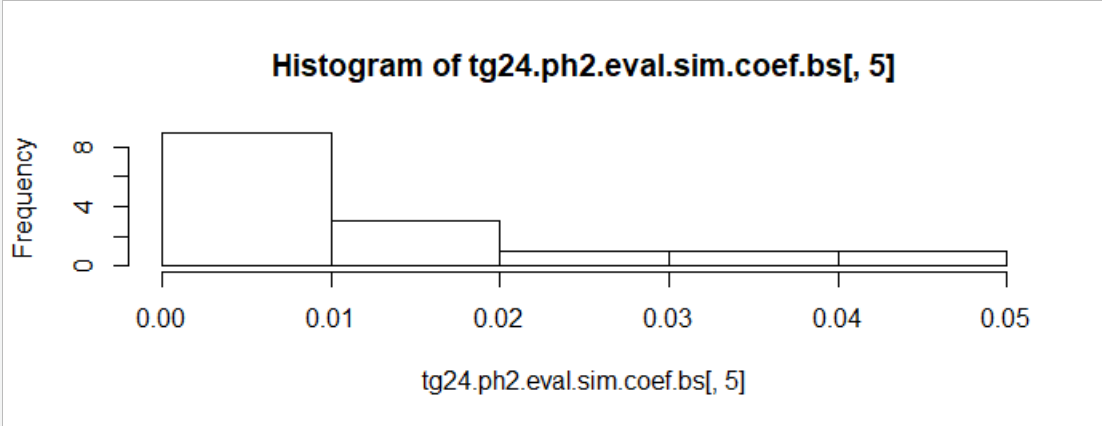 Histogram of tg24.ph2.eval.sim.coef.bs[, 5]
Frequency
8
4
0
0.00 0.01 0.02 0.03 0.04 0.05
tg24.ph2.eval.sim.coef.bs[, 5]